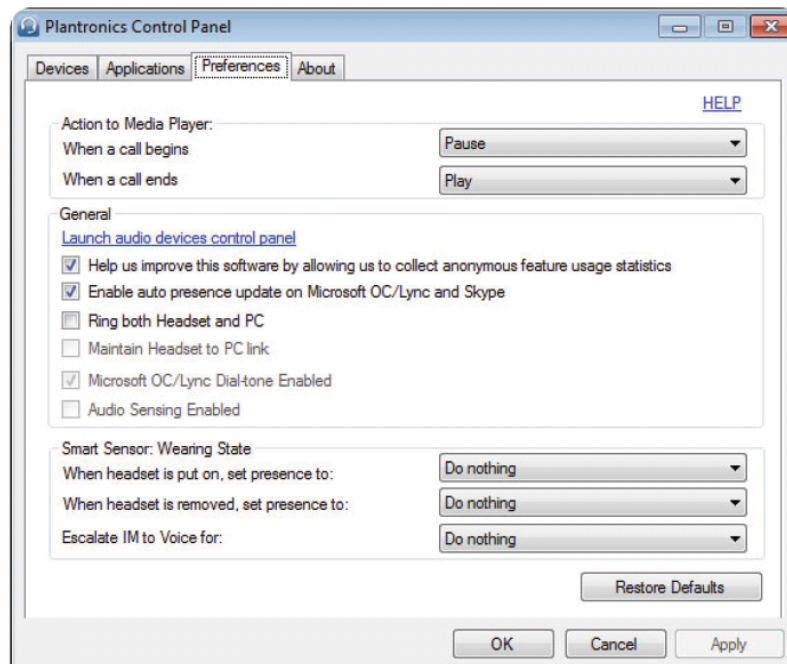 Plantronics Control Panel
Devices Applications Preferences About
HELP
Action to Media Player:
When a call begins Pause
When a call ends Play
General
Launch audio devices control panel
Help us improve this software by allowing us to collect anonymous feature usage statistics
Enable auto presence update on Microsoft OC/Lync and Skype
Ring both Headset and PC
Maintain Headset to PC link
Microsoft OC/Lync Dial-tone Enabled
Audio Sensing Enabled
Smart Sensor: Wearing State
When headset is put on, set presence to: Do nothing
When headset is removed, set presence to: Do nothing
Escalate IM to Voice for: Do nothing
Restore Defaults
OK Cancel Apply